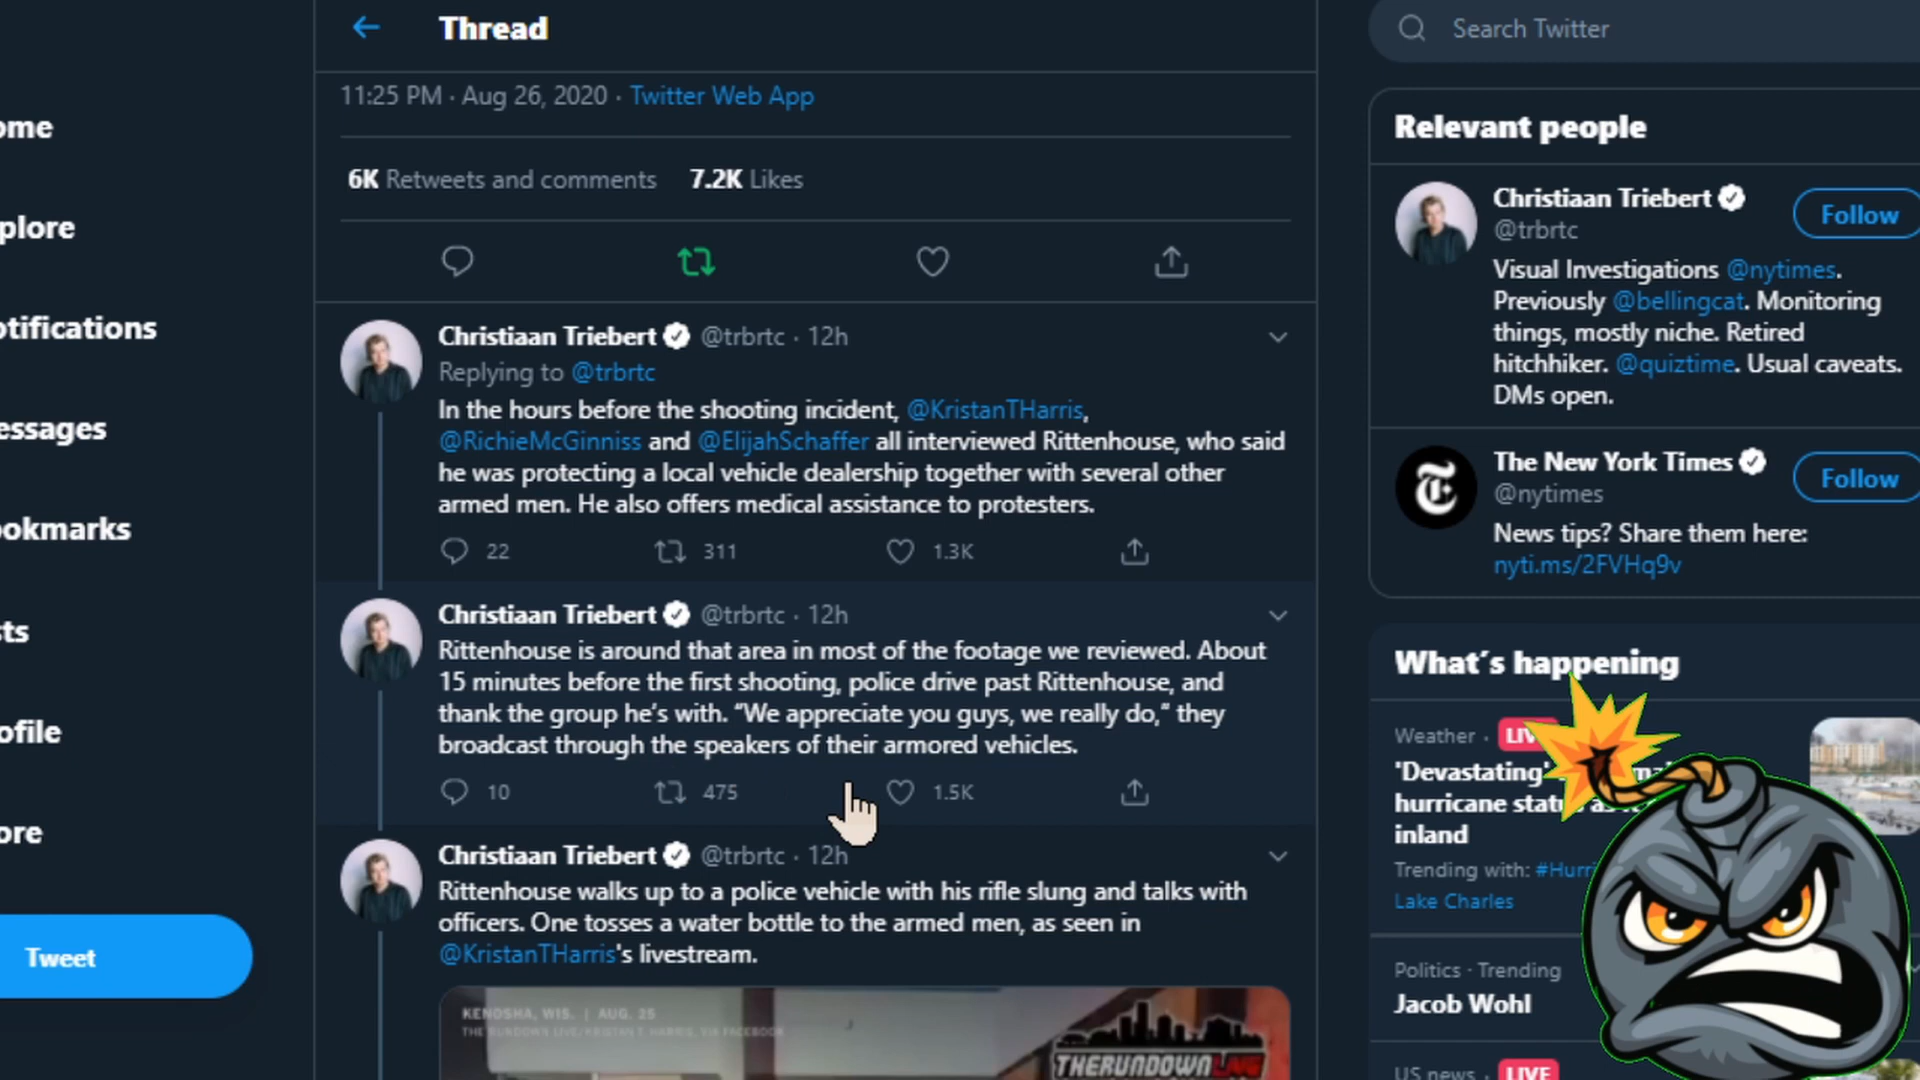 Thread
Search Twitter
11:25 PM · Aug 26, 2020 · Twitter Web App
6K Retweets and comments 7.2K Likes
ome
plore
otifications
essages
ookmarks
ts
ofile
ore
Tweet
Christiaan Triebert @trbrtc · 12h
Replying to @trbrtc
In the hours before the shooting incident, @KristanTHarris,
@RichieMcGinniss and @ElijahSchaffer all interviewed Rittenhouse, who said
he was protecting a local vehicle dealership together with several other
armed men. He also offers medical assistance to protesters.
22 311 1.3K
Christiaan Triebert @trbrtc · 12h
Rittenhouse is around that area in most of the footage we reviewed. About
15 minutes before the first shooting, police drive past Rittenhouse, and
thank the group he's with. “We appreciate you guys, we really do,” they
broadcast through the speakers of their armored vehicles.
10 475 1.5K
Christiaan Triebert @trbrtc · 12h
Rittenhouse walks up to a police vehicle with his rifle slung and talks with
officers. One tosses a water bottle to the armed men, as seen in
@KristanTHarris's livestream.
KENOSHA, WIS. | AUG. 25
THE RUNDOWN LIVE/KRISTAN T. HARRIS, VIA FACEBOOK
THERUNDOWNLIVE
Relevant people
Christiaan Triebert
@trbrtc
Follow
Visual Investigations @nytimes.
Previously @bellingcat. Monitoring
things, mostly niche. Retired
hitchhiker. @quiztime. Usual caveats.
DMs open.
The New York Times
@nytimes
Follow
News tips? Share them here:
nyti.ms/2FVHq9v
What's happening
Weather · LIV
'Devastating'
hurricane
inland
Trending with: #Hurri
Lake Charles
Politics · Trending
Jacob Wohl
US news · LIVE